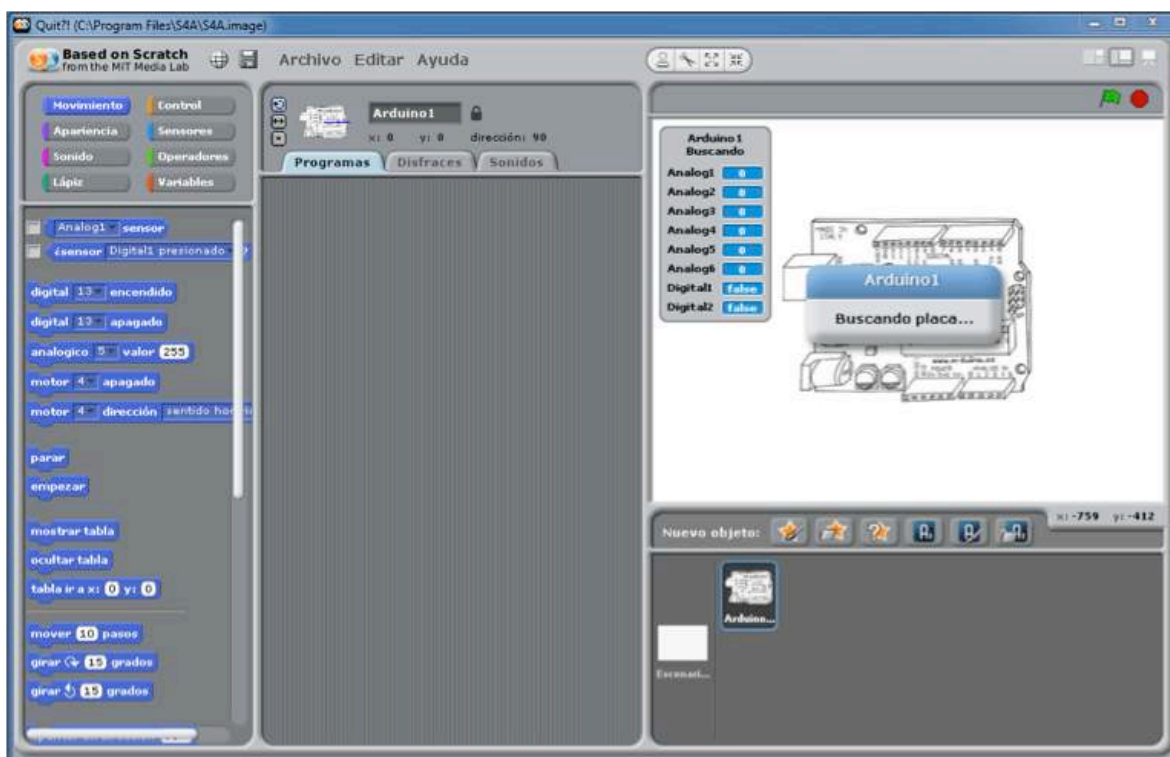 Quit?! (C:\Program Files\S4A\S4A.image)
Based on Scratch
from the MIT Media Lab
Archivo Editar Ayuda
Movimiento Control
Apariencia Sensores
Sonido Operadores
Lápiz Variables
Analog1 sensor
¿sensor Digital1 presionado ?
digital 13 encendido
digital 13 apagado
analogico 5 valor 255
motor 4 apagado
motor 4 dirección sentido
parar
empezar
mostrar tabla
ocultar tabla
tabla ir a x: 0 y: 0
mover 10 pasos
girar 15 grados
girar 15 grados
Arduino1
x: 0 y: 0 dirección: 90
Programas Disfraces Sonidos
Arduino1
Buscando
Analog1 0
Analog2 0
Analog3 0
Analog4 0
Analog5 0
Analog6 0
Digital1 false
Digital2 false
MADE IN
ITALY
Arduino1
Buscando placa...
x: -759 y: -412
Nuevo objeto:
Arduino...
Escenari...